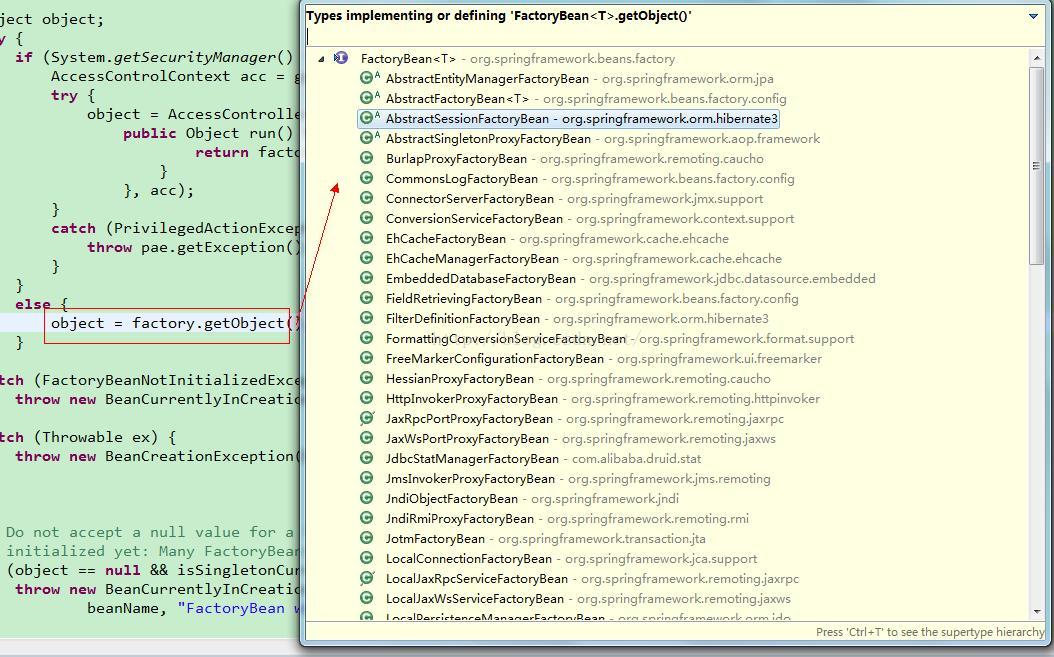 ject object;
y {
if (System.getSecurityManager()
AccessControlContext acc = g
try {
object = AccessControlle
public Object run()
return facto
}
}, acc);
}
catch (PrivilegedActionExcep
throw pae.getException()
}
}
else {
object = factory.getObject()
}
tch (FactoryBeanNotInitializedExce
throw new BeanCurrentlyInCreatio
tch (Throwable ex) {
throw new BeanCreationException(
Do not accept a null value for a
initialized yet: Many FactoryBean
(object == null && isSingletonCur
throw new BeanCurrentlyInCreatio
beanName, "FactoryBean w
Types implementing or defining 'FactoryBean<T>.getObject()'
FactoryBean<T> - org.springframework.beans.factory
AbstractEntityManagerFactoryBean - org.springframework.orm.jpa
AbstractFactoryBean<T> - org.springframework.beans.factory.config
AbstractSessionFactoryBean - org.springframework.orm.hibernate3
AbstractSingletonProxyFactoryBean - org.springframework.aop.framework
BurlapProxyFactoryBean - org.springframework.remoting.caucho
CommonsLogFactoryBean - org.springframework.beans.factory.config
ConnectorServerFactoryBean - org.springframework.jmx.support
ConversionServiceFactoryBean - org.springframework.context.support
EhCacheFactoryBean - org.springframework.cache.ehcache
EhCacheManagerFactoryBean - org.springframework.cache.ehcache
EmbeddedDatabaseFactoryBean - org.springframework.jdbc.datasource.embedded
FieldRetrievingFactoryBean - org.springframework.beans.factory.config
FilterDefinitionFactoryBean - org.springframework.orm.hibernate3
FormattingConversionServiceFactoryBean - org.springframework.format.support
FreeMarkerConfigurationFactoryBean - org.springframework.ui.freemarker
HessianProxyFactoryBean - org.springframework.remoting.caucho
HttpInvokerProxyFactoryBean - org.springframework.remoting.httpinvoker
JaxRpcPortProxyFactoryBean - org.springframework.remoting.jaxrpc
JaxWsPortProxyFactoryBean - org.springframework.remoting.jaxws
JdbcStatManagerFactoryBean - com.alibaba.druid.stat
JmsInvokerProxyFactoryBean - org.springframework.jms.remoting
JndiObjectFactoryBean - org.springframework.jndi
JndiRmiProxyFactoryBean - org.springframework.remoting.rmi
JotmFactoryBean - org.springframework.transaction.jta
LocalConnectionFactoryBean - org.springframework.jca.support
LocalJaxRpcServiceFactoryBean - org.springframework.remoting.jaxrpc
LocalJaxWsServiceFactoryBean - org.springframework.remoting.jaxws
LocalPersistenceManagerFactoryBean - org.springframework.orm.jdo
Press 'Ctrl+T' to see the supertype hierarchy